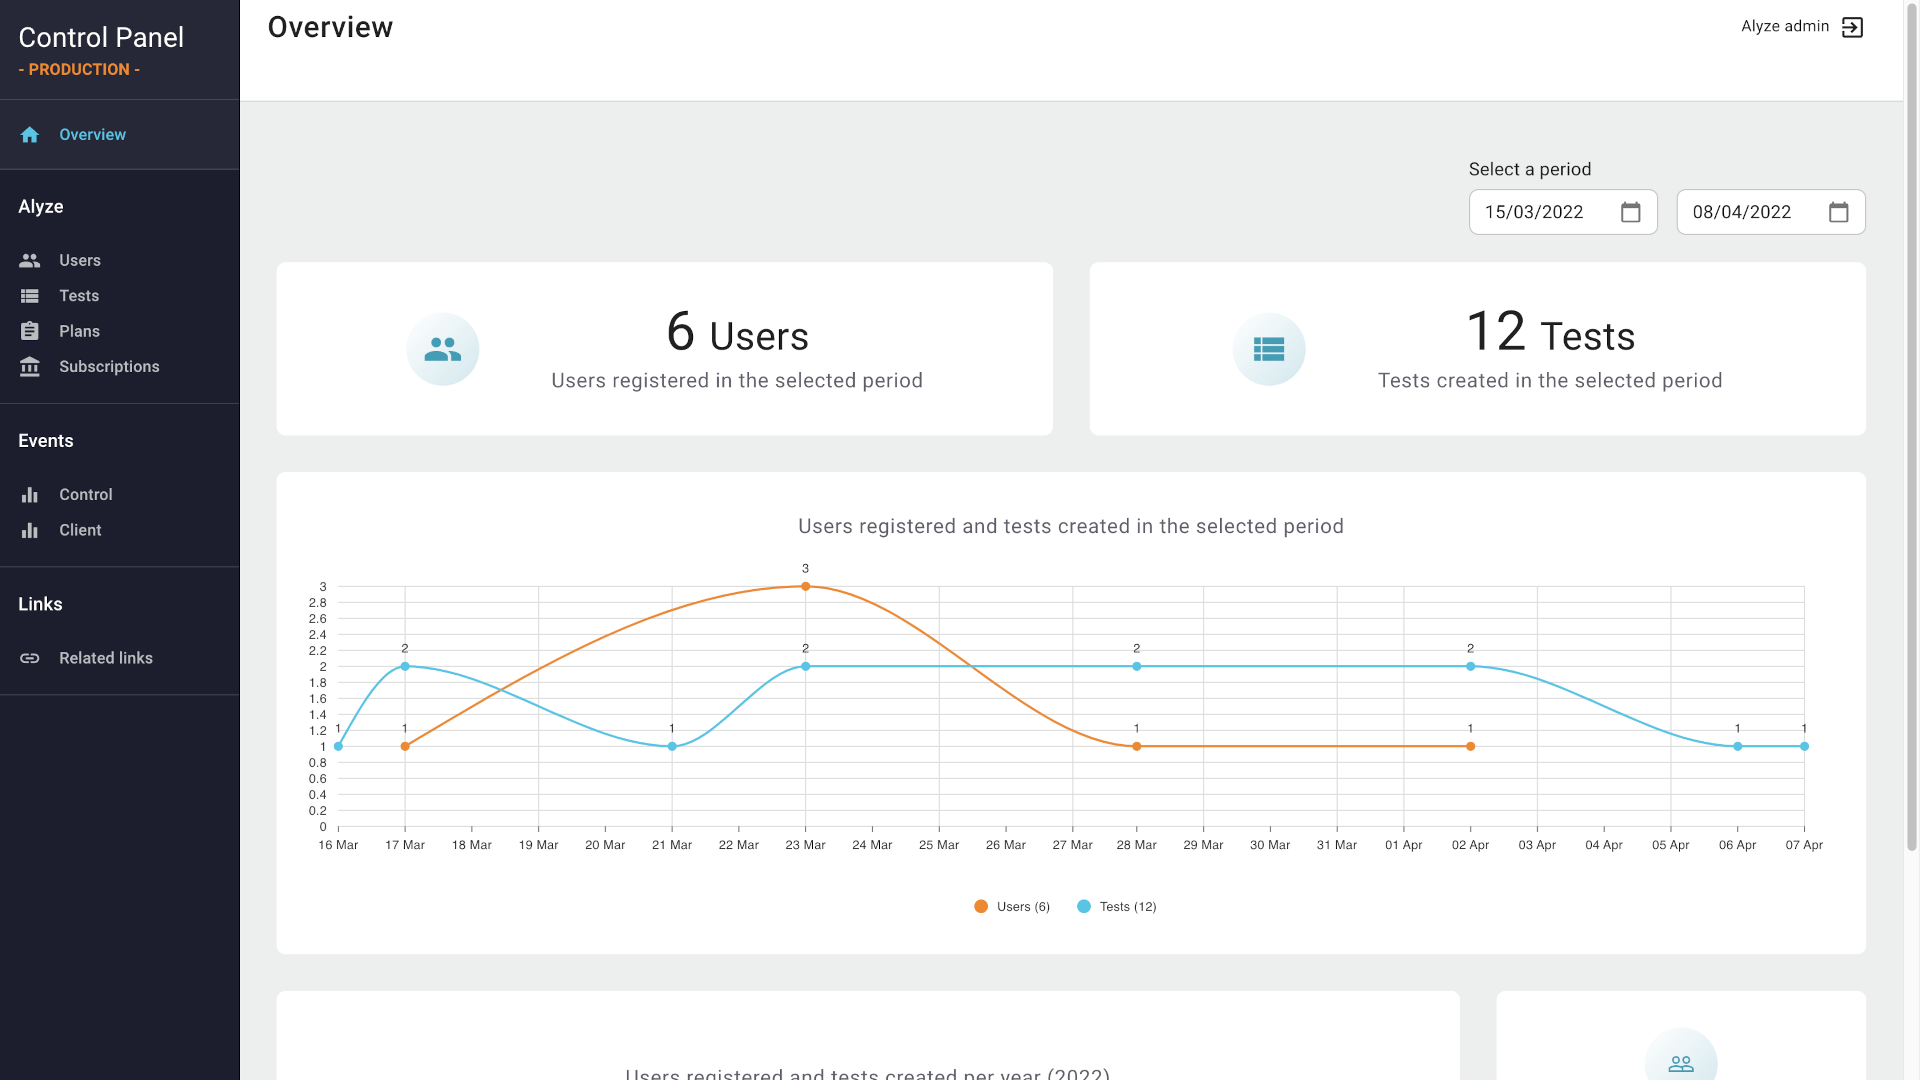 Control Panel
- PRODUCTION -
Overview
Alyze
Users
Tests
Plans
Subscriptions
Events
Control
Client
Links
Related links
Overview
Alyze admin
Select a period
15/03/2022 08/04/2022
6 Users
Users registered in the selected period
12 Tests
Tests created in the selected period
Users registered and tests created in the selected period
3
3
2.8
2.6
2.4
2.2 2 2 2 2
2
1.8
1.6
1.4
1.2 1 1 1 1 1 1 1
1
0.8
0.6
0.4
0.2
0
16 Mar 17 Mar 18 Mar 19 Mar 20 Mar 21 Mar 22 Mar 23 Mar 24 Mar 25 Mar 26 Mar 27 Mar 28 Mar 29 Mar 30 Mar 31 Mar 01 Apr 02 Apr 03 Apr 04 Apr 05 Apr 06 Apr 07 Apr
Users (6) Tests (12)
Users registered and tests created per year (2022)